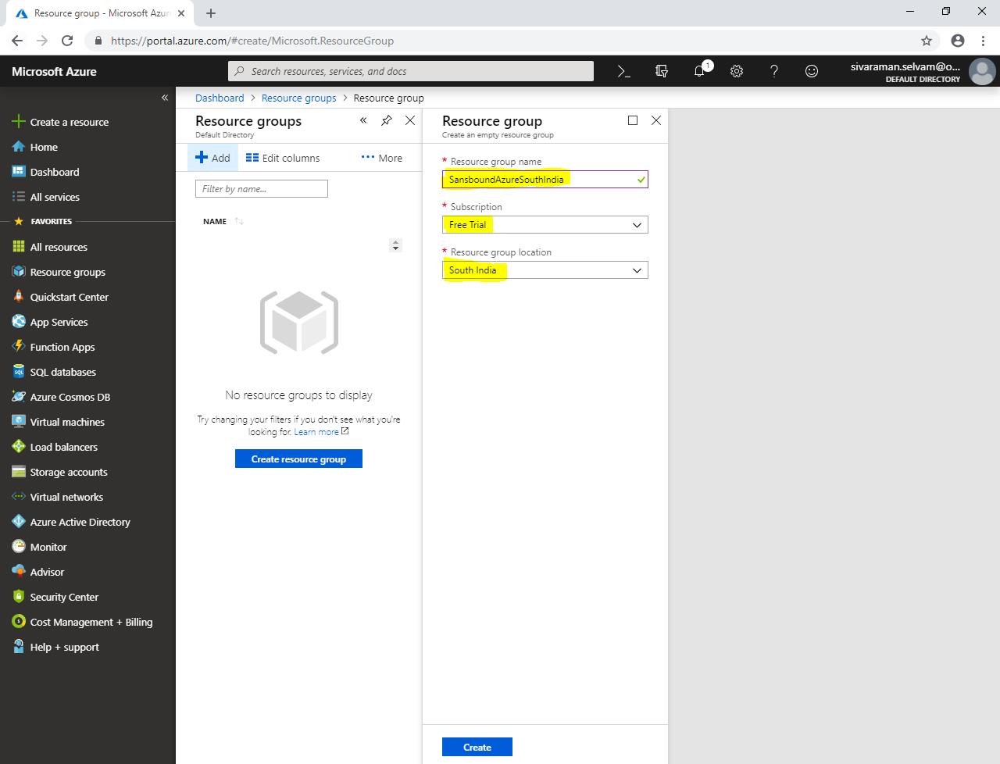 Resource group - Microsoft Azur
https://portal.azure.com/#create/Microsoft.ResourceGroup
Microsoft Azure
Search resources, services, and docs
1
sivaraman.selvam@o...
DEFAULT DIRECTORY
Create a resource
Home
Dashboard
All services
FAVORITES
All resources
Resource groups
Quickstart Center
App Services
Function Apps
SQL databases
Azure Cosmos DB
Virtual machines
Load balancers
Storage accounts
Virtual networks
Azure Active Directory
Monitor
Advisor
Security Center
Cost Management + Billing
Help + support
Dashboard > Resource groups > Resource group
Resource groups
Default Directory
Add
Edit columns
More
Filter by name...
NAME
No resource groups to display
Try changing your filters if you don't see what you're
looking for. Learn more
Create resource group
Resource group
Create an empty resource group
* Resource group name
SansboundAzureSouthIndia
* Subscription
Free Trial
* Resource group location
South India
Create